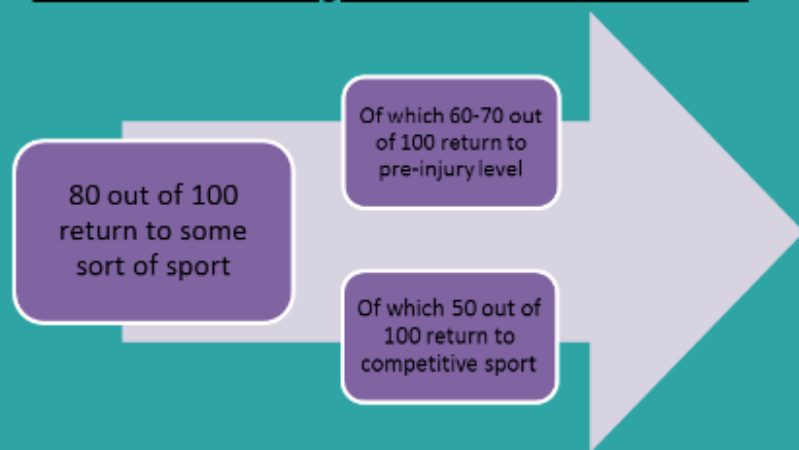 80 out of 100
return to some
sort of sport
Of which 60-70 out
of 100 return to
pre-injury level
Of which 50 out of
100 return to
competitive sport